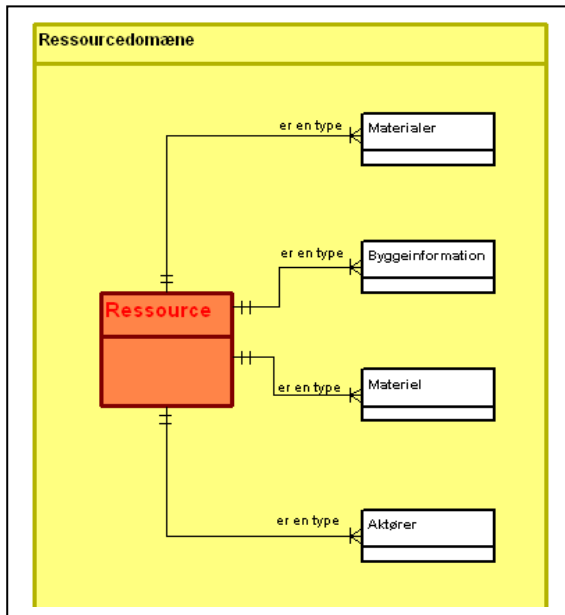 Ressourcedomæne
er en type
Materialer
er en type
Byggeinformation
Ressource
er en type
Materiel
er en type
Aktører